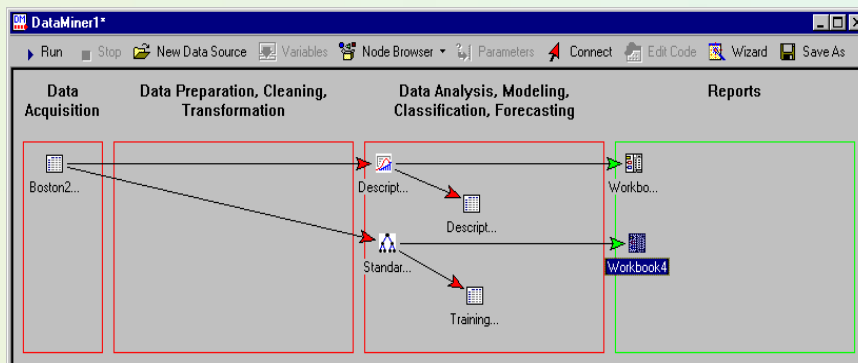 DM DataMiner1*
Run Stop New Data Source Variables Node Browser Parameters Connect Edit Code Wizard Save As
Data Acquisition
Data Preparation, Cleaning, Transformation
Data Analysis, Modeling, Classification, Forecasting
Reports
Boston2...
Descript...
Workbo...
Descript...
Standar...
Workbook4
Training...